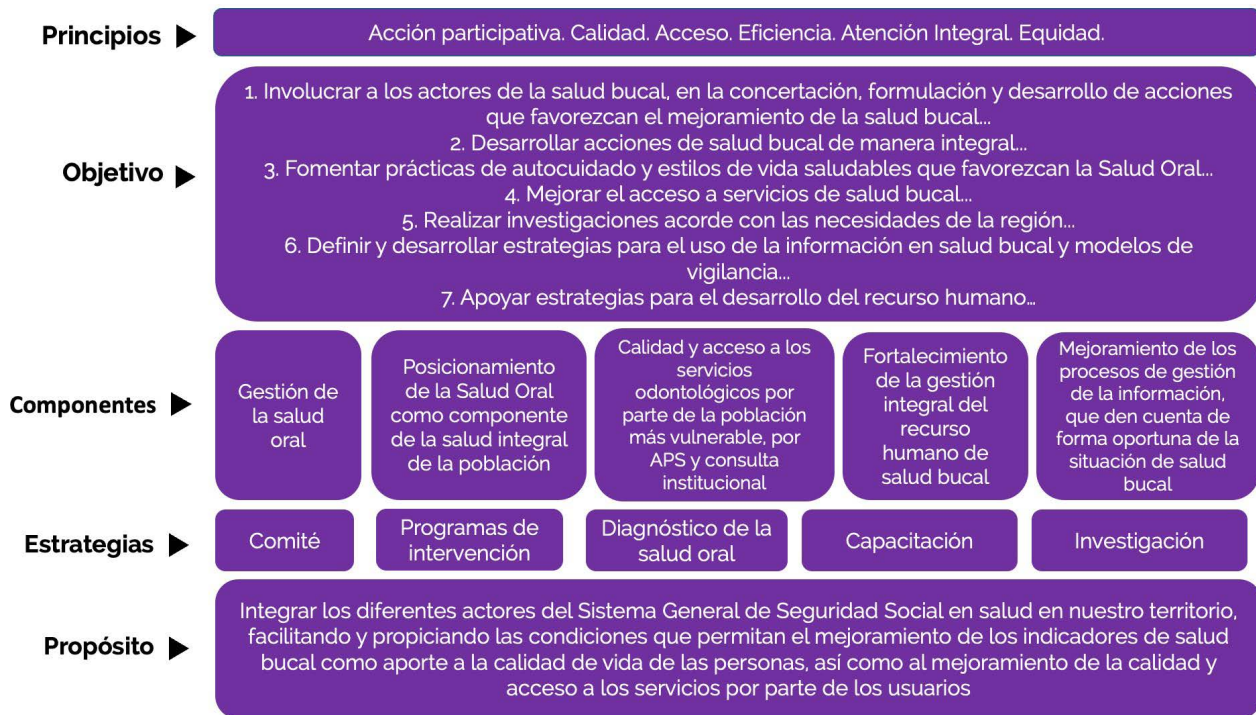 Principios
Acción participativa. Calidad. Acceso. Eficiencia. Atención Integral. Equidad.
Objetivo
1. Involucrar a los actores de la salud bucal, en la concertación, formulación y desarrollo de acciones
que favorezcan el mejoramiento de la salud bucal...
2. Desarrollar acciones de salud bucal de manera integral...
3. Fomentar prácticas de autocuidado y estilos de vida saludables que favorezcan la Salud Oral...
4. Mejorar el acceso a servicios de salud bucal...
5. Realizar investigaciones acorde con las necesidades de la región...
6. Definir y desarrollar estrategias para el uso de la información en salud bucal y modelos de
vigilancia...
7. Apoyar estrategias para el desarrollo del recurso humano...
Componentes
Gestión de
la salud
oral
Posicionamiento
de la Salud Oral
como componente
de la salud integral
de la población
Calidad y acceso a los
servicios
odontológicos por
parte de la población
más vulnerable, por
APS y consulta
institucional
Fortalecimiento
de la gestión
integral del
recurso
humano de
salud bucal
Mejoramiento de los
procesos de gestión
de la información,
que den cuenta de
forma oportuna de la
situación de salud
bucal
Estrategias
Comité
Programas de
intervención
Diagnóstico de la
salud oral
Capacitación
Investigación
Propósito
Integrar los diferentes actores del Sistema General de Seguridad Social en salud en nuestro territorio,
facilitando y propiciando las condiciones que permitan el mejoramiento de los indicadores de salud
bucal como aporte a la calidad de vida de las personas, así como al mejoramiento de la calidad y
acceso a los servicios por parte de los usuarios